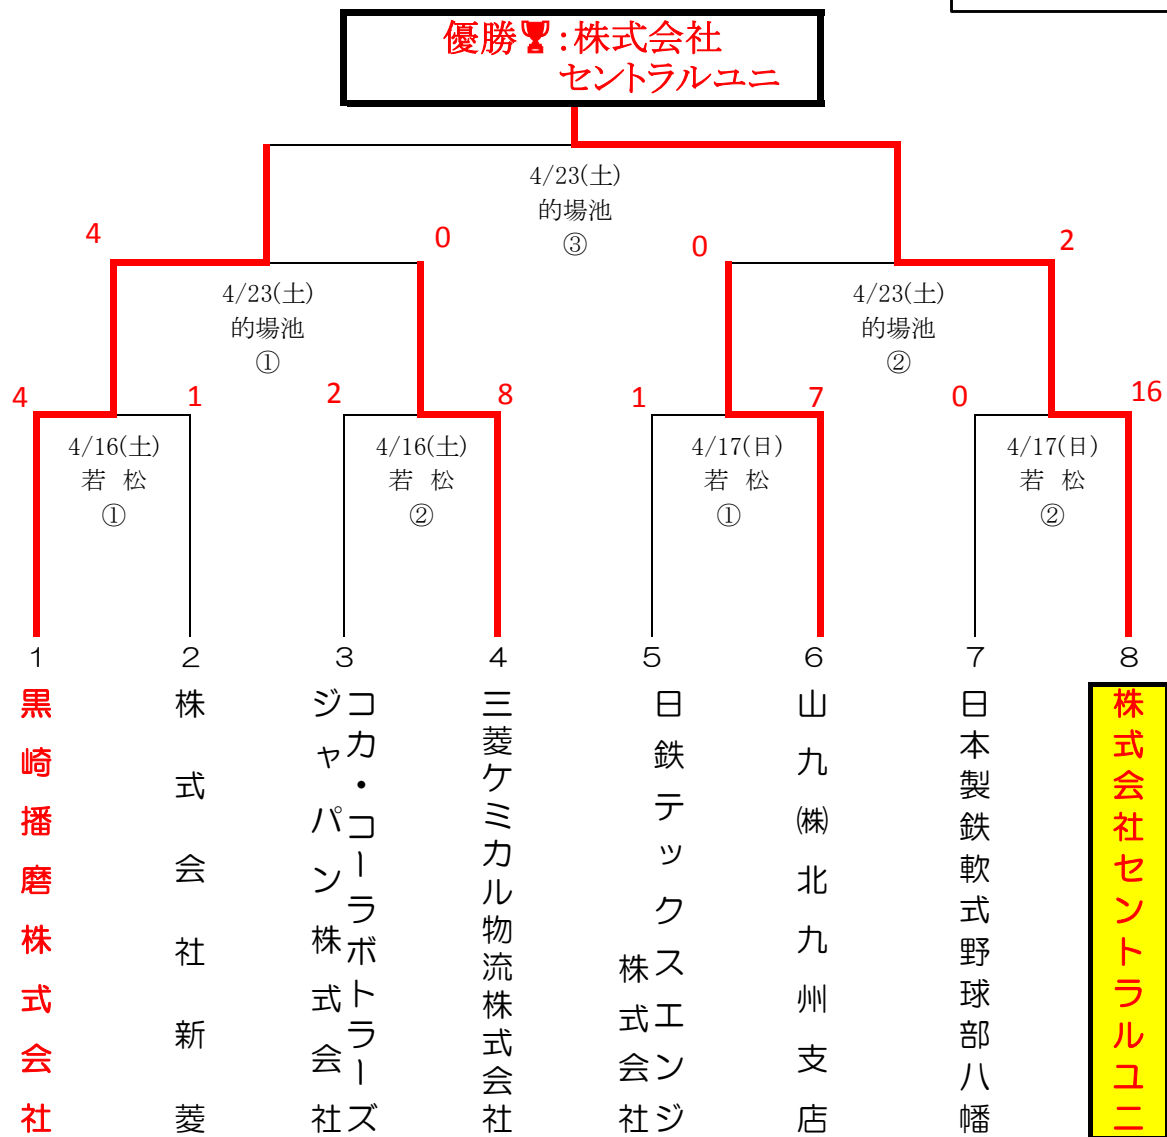 優勝🏆:株式会社
セントラルユニ
4/23(土)
的場池
③
4
0
0
2
4/23(土)
的場池
①
4/23(土)
的場池
②
4
1
2
8
1
7
0
16
4/16(土)
若 松
①
4/16(土)
若 松
②
4/17(日)
若 松
①
4/17(日)
若 松
②
1
2
3
4
5
6
7
8
黒崎播磨株式会社
株式会社新菱
コカ・コーラボトラーズ
ジャパン株式会社
三菱ケミカル物流株式会社
日鉄テックスエンジ
株式会社
山九㈱北九州支店
日本製鉄軟式野球部八幡
株式会社セントラルユニ